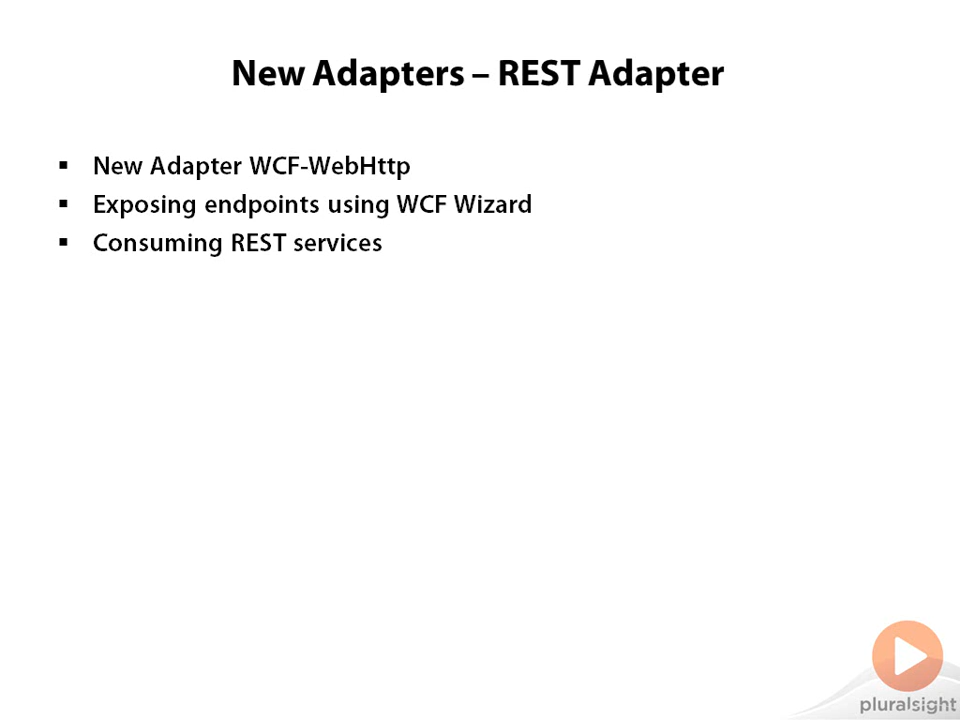 New Adapters – REST Adapter
▪ New Adapter WCF-WebHttp
▪ Exposing endpoints using WCF Wizard
▪ Consuming REST services
pluralsight